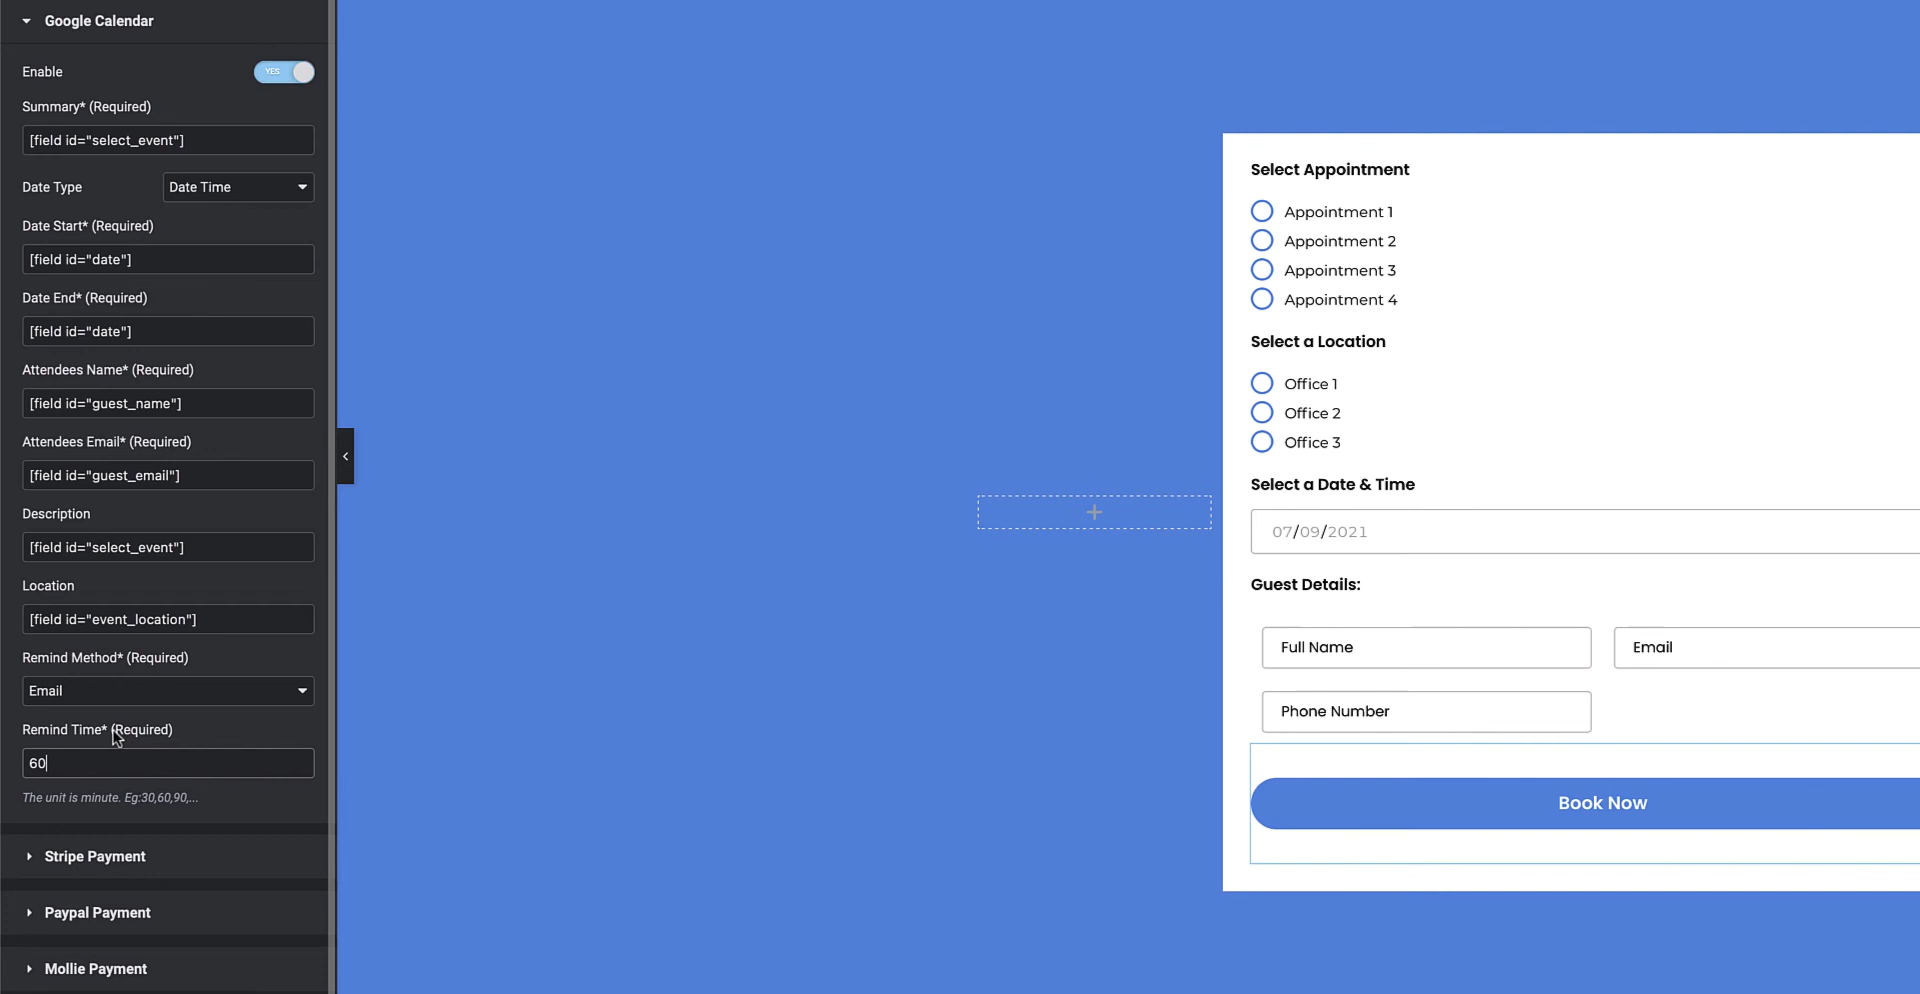 Google Calendar
Enable
YES
Summary* (Required)
[field id="select_event"]
Date Type
Date Time
Date Start* (Required)
[field id="date"]
Date End* (Required)
[field id="date"]
Attendees Name* (Required)
[field id="guest_name"]
Attendees Email* (Required)
[field id="guest_email"]
Description
[field id="select_event"]
Location
[field id="event_location"]
Remind Method* (Required)
Email
Remind Time* (Required)
60
The unit is minute. Eg:30,60,90,...
Stripe Payment
Paypal Payment
Mollie Payment
Select Appointment
Appointment 1
Appointment 2
Appointment 3
Appointment 4
Select a Location
Office 1
Office 2
Office 3
Select a Date & Time
07/09/2021
Guest Details:
Full Name
Email
Phone Number
Book Now